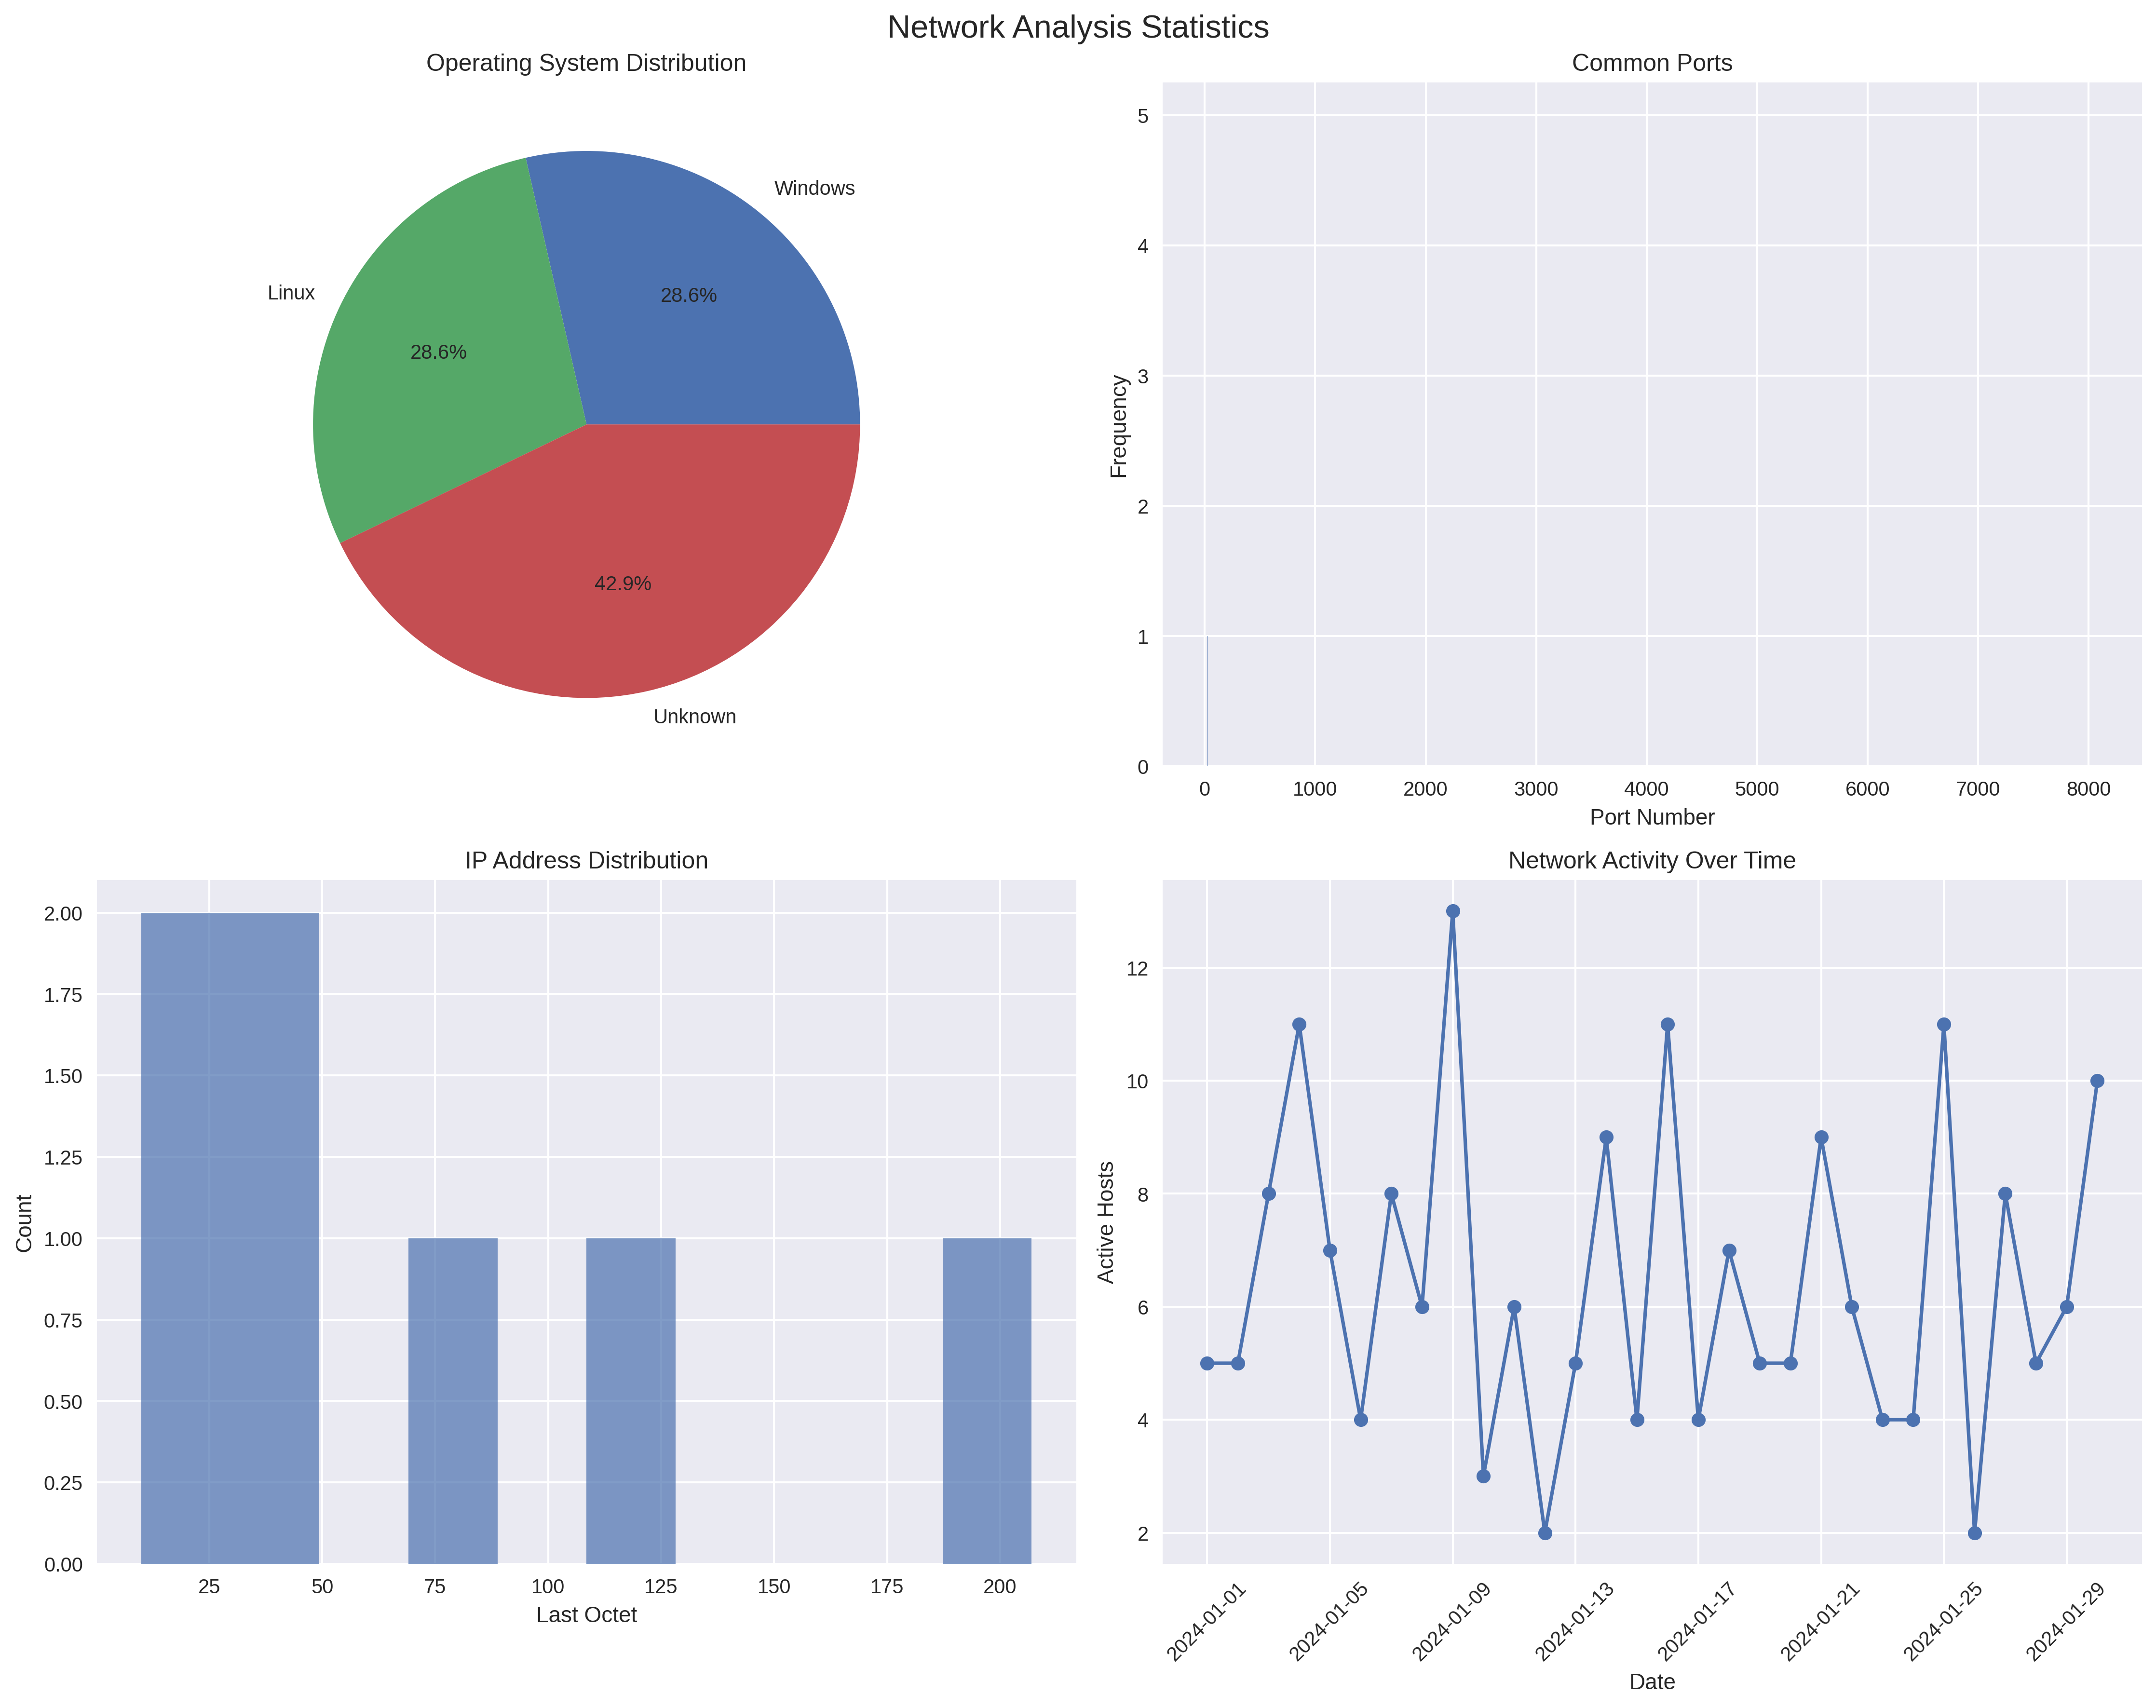 Network Analysis Statistics
Operating System Distribution
Windows
Linux
Unknown
28.6%
28.6%
42.9%
Common Ports
Frequency
5
4
3
2
1
0
0 1000 2000 3000 4000 5000 6000 7000 8000
Port Number
IP Address Distribution
Count
2.00
1.75
1.50
1.25
1.00
0.75
0.50
0.25
0.00
25 50 75 100 125 150 175 200
Last Octet
Network Activity Over Time
Active Hosts
12
10
8
6
4
2
2024-01-01 2024-01-05 2024-01-09 2024-01-13 2024-01-17 2024-01-21 2024-01-25 2024-01-29
Date